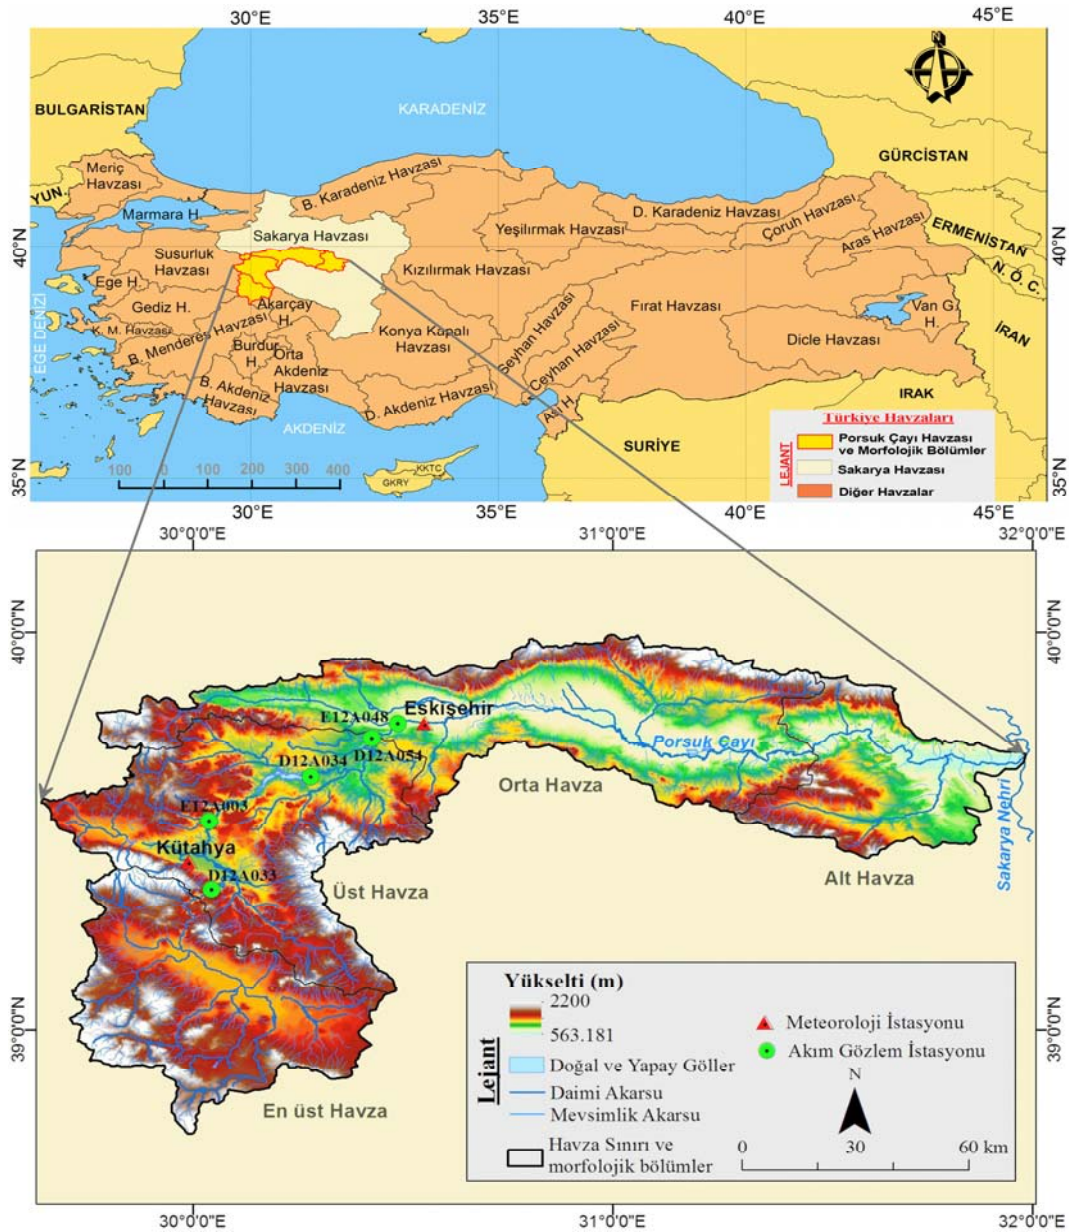 30°E
35°E
40°E
45°E
N
BULGARİSTAN
KARADENİZ
GÜRCİSTAN
Meriç
Havzası
YUN.
B. Karadeniz Havzası
Marmara H.
D. Karadeniz Havzası
Çoruh Havzası
Yeşilırmak Havzası
Aras Havzası
ERMENİSTAN
40°N
Sakarya Havzası
40°N
Susurluk
Havzası
Kızılırmak Havzası
N. Ö. C.
Ege H.
Gediz H.
Akarçay
H.
Fırat Havzası
Van G.
H.
EGE DENİZİ
K. M. Havzası
B. Menderes Havzası
Konya Kapalı
Havzası
Seyhan Havzası
Ceyhan Havzası
Dicle Havzası
İRAN
Burdur
H.
Orta
Akdeniz
Havzası
B. Akdeniz
Havzası
D. Akdeniz Havzası
Asi H.
IRAK
AKDENİZ
SURİYE
Türkiye Havzaları
LEJANT
Porsuk Çayı Havzası
ve Morfolojik Bölümler
Sakarya Havzası
Diğer Havzalar
100 0 100 200 300 400
KKTC
GKRY
35°N
35°N
30°E
35°E
40°E
45°E
30°0'0"E
31°0'0"E
32°0'0"E
40°0'0"N
40°0'0"N
Eskişehir
E12A048
D12A054
D12A034
Porsuk Çayı
Orta Havza
E12A003
Kütahya
D12A033
Üst Havza
Alt Havza
Sakarya Nehri
En üst Havza
39°0'0"N
39°0'0"N
Lejant
Yükselti (m)
2200
563.181
Doğal ve Yapay Göller
Daimi Akarsu
Mevsimlik Akarsu
Havza Sınırı ve
morfolojik bölümler
Meteoroloji İstasyonu
Akım Gözlem İstasyonu
N
0 30 60 km
30°0'0"E
31°0'0"E
32°0'0"E